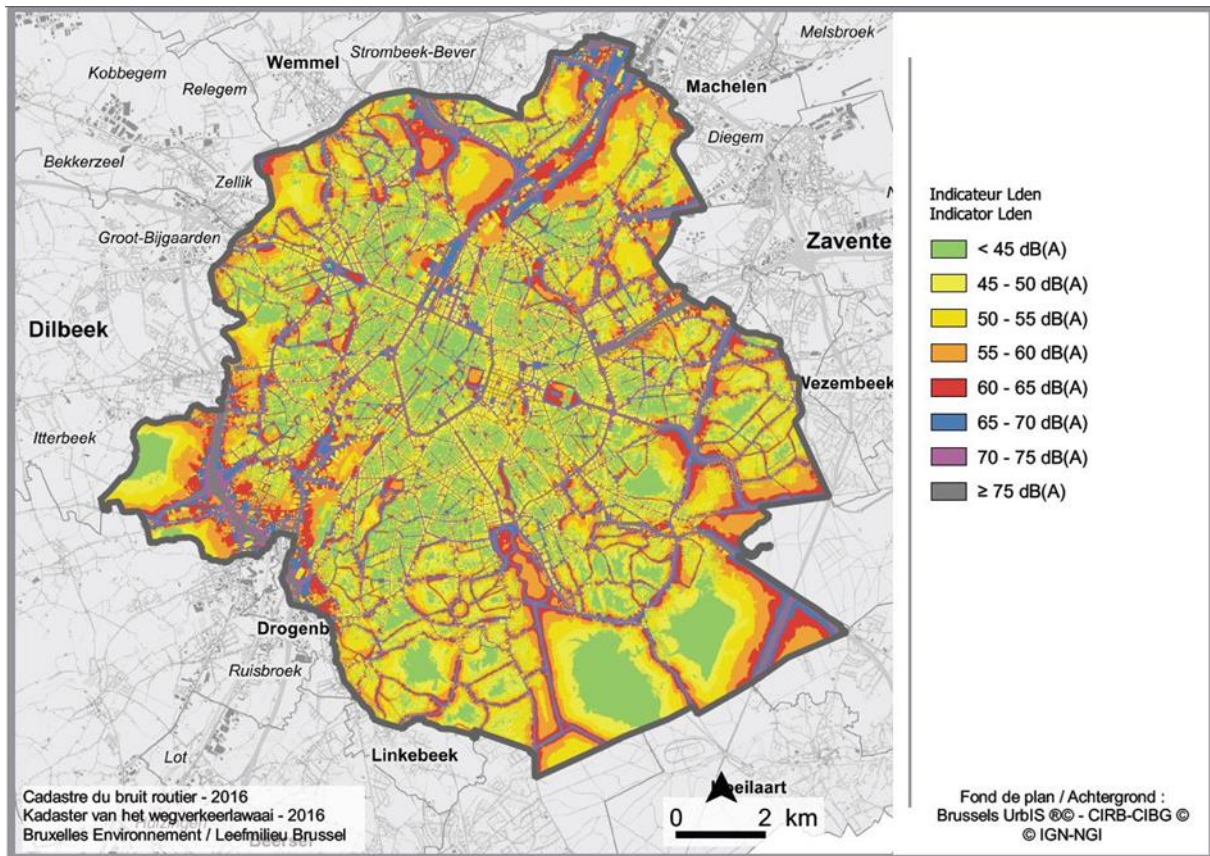 Melsbroek
Strombeek-Bever
Wemmel
Kobbegem
Relegem
Machelen
Diegem
Bekkerzeel
Zellik
Groot-Bijgaarden
Zavente
Dilbeek
Wezembeek
Itterbeek
Drogenb
Ruisbroek
Linkebeek
Lot
Huizingen
Beersel
oeilaart
0 2 km
Cadastre du bruit routier - 2016
Kadaster van het wegverkeerlawaai - 2016
Bruxelles Environnement / Leefmilieu Brussel
Indicateur Lden
Indicator Lden
< 45 dB(A)
45 - 50 dB(A)
50 - 55 dB(A)
55 - 60 dB(A)
60 - 65 dB(A)
65 - 70 dB(A)
70 - 75 dB(A)
≥ 75 dB(A)
Fond de plan / Achtergrond :
Brussels UrbIS ®© - CIRB-CIBG ©
© IGN-NGI